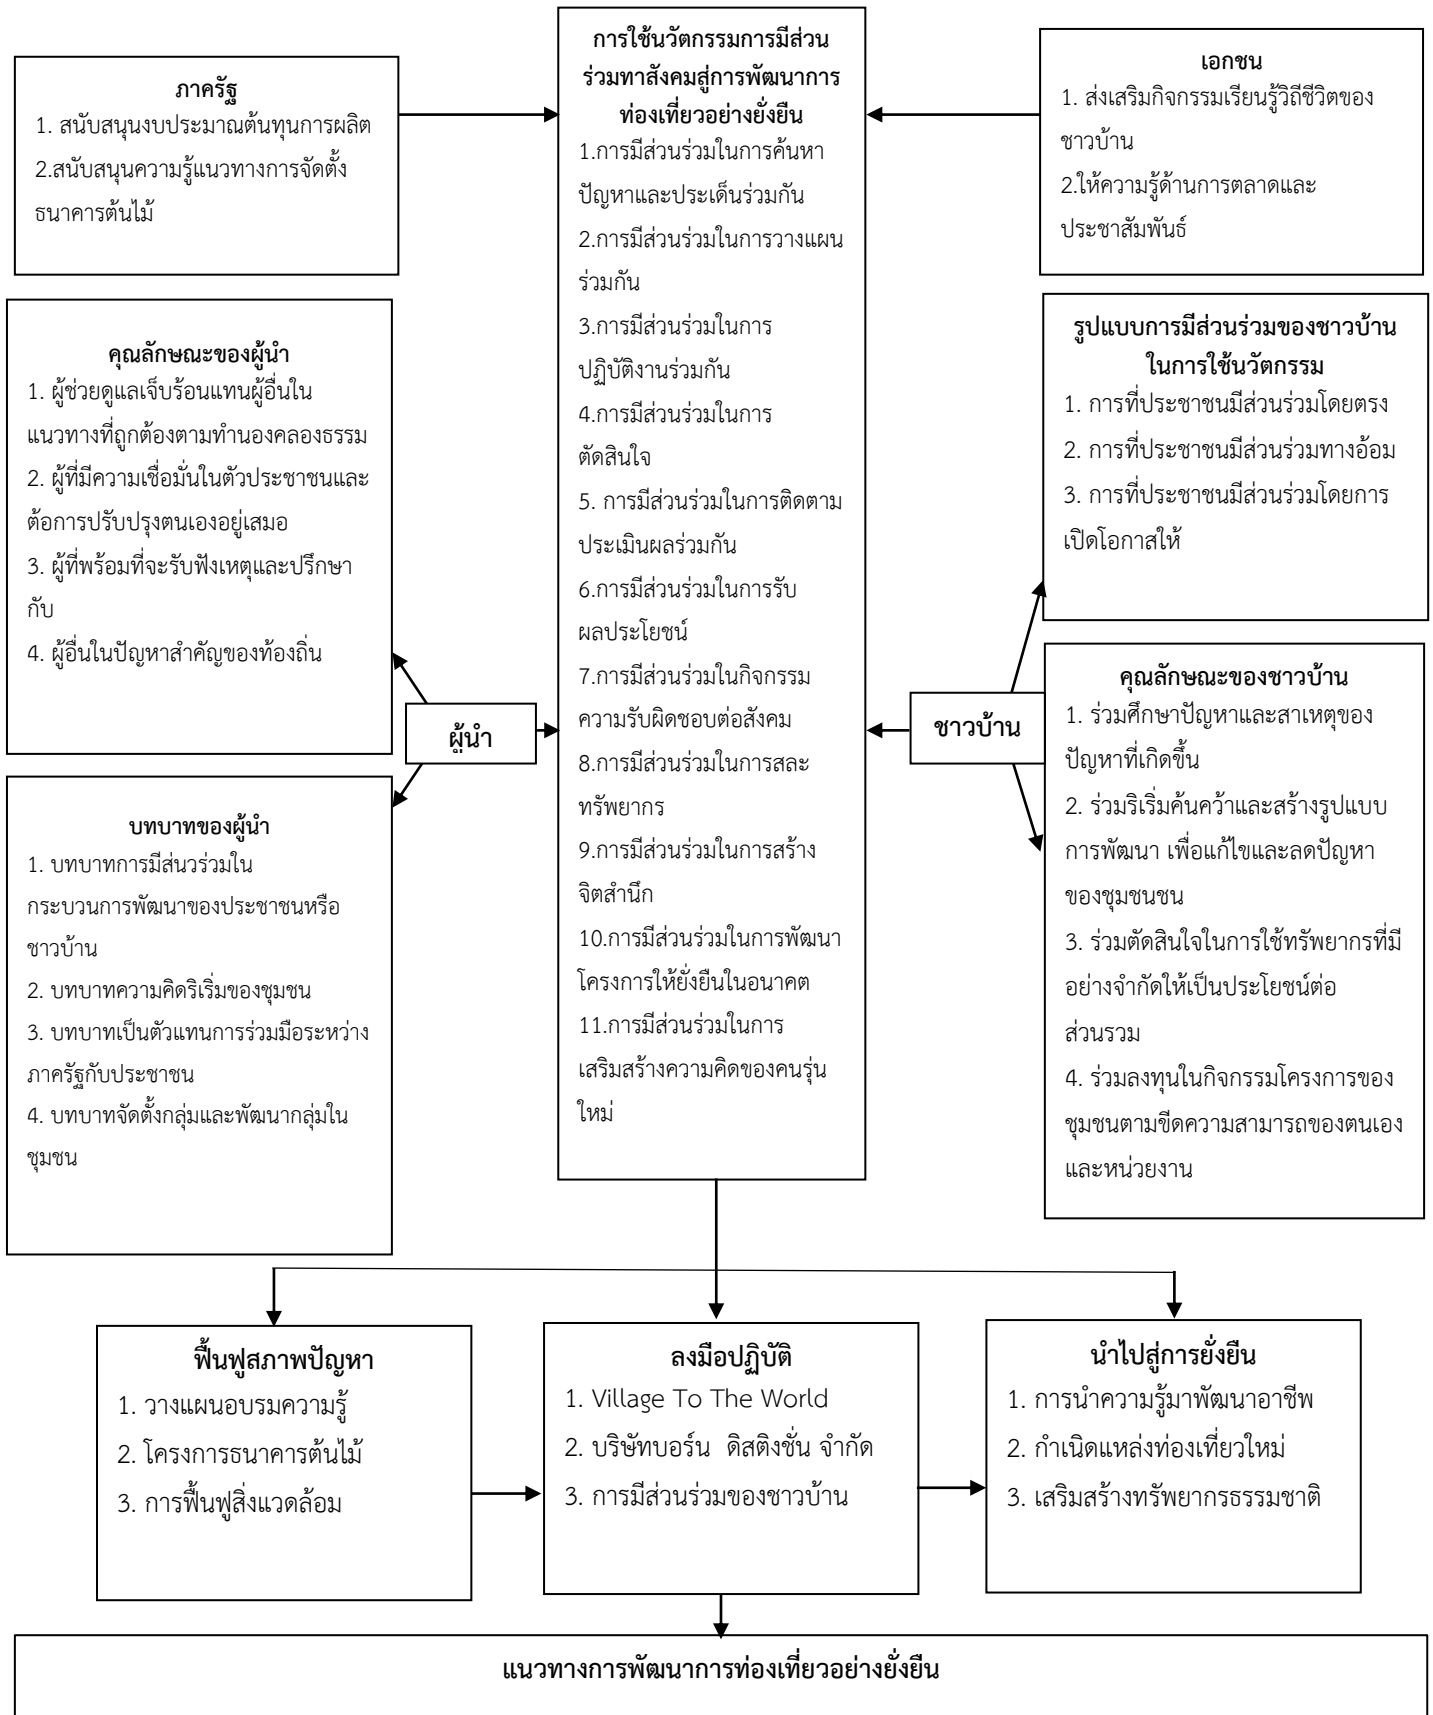 ภาครัฐ
1. สนับสนุนงบประมาณต้นทุนการผลิต
2.สนับสนุนความรู้แนวทางการจัดตั้ง
ธนาคารต้นไม้
การใช้นวัตกรรมการมีส่วน
ร่วมทาสังคมสู่การพัฒนาการ
ท่องเที่ยวอย่างยั่งยืน
1.การมีส่วนร่วมในการค้นหา
ปัญหาและประเด็นร่วมกัน
2.การมีส่วนร่วมในการวางแผน
ร่วมกัน
3.การมีส่วนร่วมในการ
ปฏิบัติงานร่วมกัน
4.การมีส่วนร่วมในการ
ตัดสินใจ
5. การมีส่วนร่วมในการติดตาม
ประเมินผลร่วมกัน
6.การมีส่วนร่วมในการรับ
ผลประโยชน์
7.การมีส่วนร่วมในกิจกรรม
ความรับผิดชอบต่อสังคม
8.การมีส่วนร่วมในการสละ
ทรัพยากร
9.การมีส่วนร่วมในการสร้าง
จิตสำนึก
10.การมีส่วนร่วมในการพัฒนา
โครงการให้ยั่งยืนในอนาคต
11.การมีส่วนร่วมในการ
เสริมสร้างความคิดของคนรุ่น
ใหม่
เอกชน
1. ส่งเสริมกิจกรรมเรียนรู้วิถีชีวิตของ
ชาวบ้าน
2.ให้ความรู้ด้านการตลาดและ
ประชาสัมพันธ์
คุณลักษณะของผู้นำ
1. ผู้ช่วยดูแลเจ็บร้อนแทนผู้อื่นใน
แนวทางที่ถูกต้องตามทำนองคลองธรรม
2. ผู้ที่มีความเชื่อมั่นในตัวประชาชนและ
ต้อการปรับปรุงตนเองอยู่เสมอ
3. ผู้ที่พร้อมที่จะรับฟังเหตุและปรึกษา
กับ
4. ผู้อื่นในปัญหาสำคัญของท้องถิ่น
ผู้นำ
บทบาทของผู้นำ
1. บทบาทการมีส่นวร่วมใน
กระบวนการพัฒนาของประชาชนหรือ
ชาวบ้าน
2. บทบาทความคิดริเริ่มของชุมชน
3. บทบาทเป็นตัวแทนการร่วมมือระหว่าง
ภาครัฐกับประชาชน
4. บทบาทจัดตั้งกลุ่มและพัฒนากลุ่มใน
ชุมชน
รูปแบบการมีส่วนร่วมของชาวบ้าน
ในการใช้นวัตกรรม
1. การที่ประชาชนมีส่วนร่วมโดยตรง
2. การที่ประชาชนมีส่วนร่วมทางอ้อม
3. การที่ประชาชนมีส่วนร่วมโดยการ
เปิดโอกาสให้
ชาวบ้าน
คุณลักษณะของชาวบ้าน
1. ร่วมศึกษาปัญหาและสาเหตุของ
ปัญหาที่เกิดขึ้น
2. ร่วมริเริ่มค้นคว้าและสร้างรูปแบบ
การพัฒนา เพื่อแก้ไขและลดปัญหา
ของชุมชนชน
3. ร่วมตัดสินใจในการใช้ทรัพยากรที่มี
อย่างจำกัดให้เป็นประโยชน์ต่อ
ส่วนรวม
4. ร่วมลงทุนในกิจกรรมโครงการของ
ชุมชนตามขีดความสามารถของตนเอง
และหน่วยงาน
ฟื้นฟูสภาพปัญหา
1. วางแผนอบรมความรู้
2. โครงการธนาคารต้นไม้
3. การฟื้นฟูสิ่งแวดล้อม
ลงมือปฏิบัติ
1. Village To The World
2. บริษัทบอร์น  ดิสติงชั่น จำกัด
3. การมีส่วนร่วมของชาวบ้าน
นำไปสู่การยั่งยืน
1. การนำความรู้มาพัฒนาอาชีพ
2. กำเนิดแหล่งท่องเที่ยวใหม่
3. เสริมสร้างทรัพยากรธรรมชาติ
แนวทางการพัฒนาการท่องเที่ยวอย่างยั่งยืน